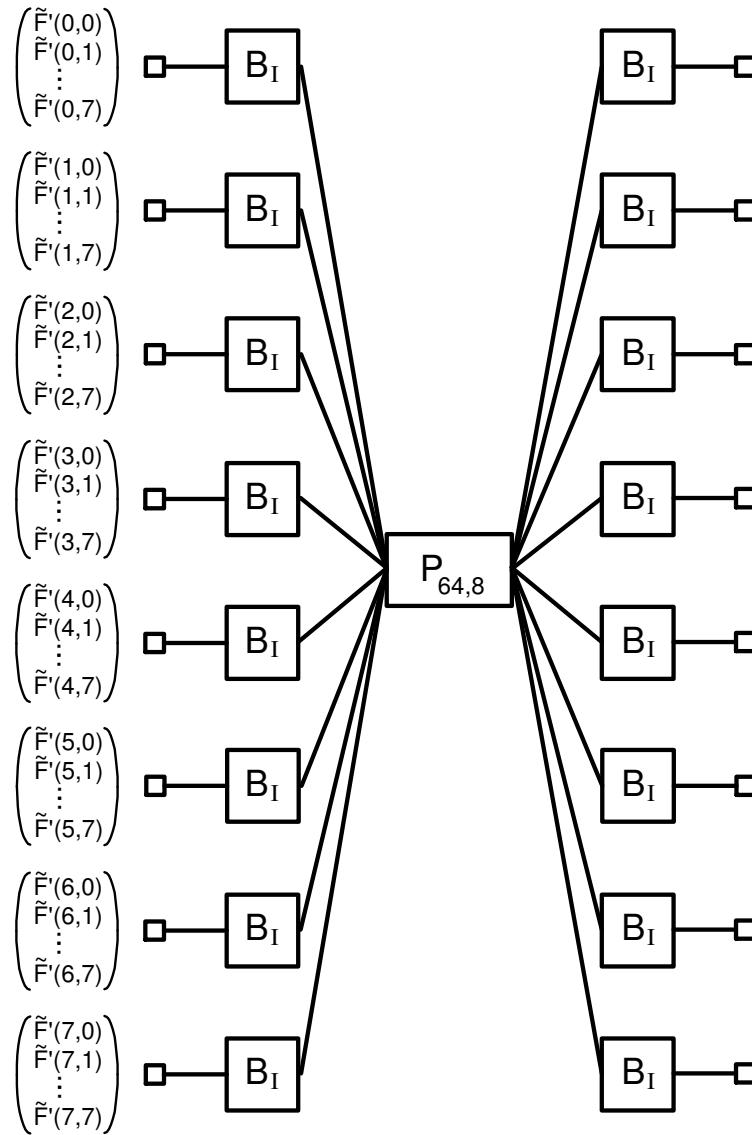 F̃'(0,0)
F̃'(0,1)
⋮
F̃'(0,7)
B_I
B_I
F̃'(1,0)
F̃'(1,1)
⋮
F̃'(1,7)
B_I
B_I
F̃'(2,0)
F̃'(2,1)
⋮
F̃'(2,7)
B_I
B_I
F̃'(3,0)
F̃'(3,1)
⋮
F̃'(3,7)
B_I
B_I
P_64,8
F̃'(4,0)
F̃'(4,1)
⋮
F̃'(4,7)
B_I
B_I
F̃'(5,0)
F̃'(5,1)
⋮
F̃'(5,7)
B_I
B_I
F̃'(6,0)
F̃'(6,1)
⋮
F̃'(6,7)
B_I
B_I
F̃'(7,0)
F̃'(7,1)
⋮
F̃'(7,7)
B_I
B_I